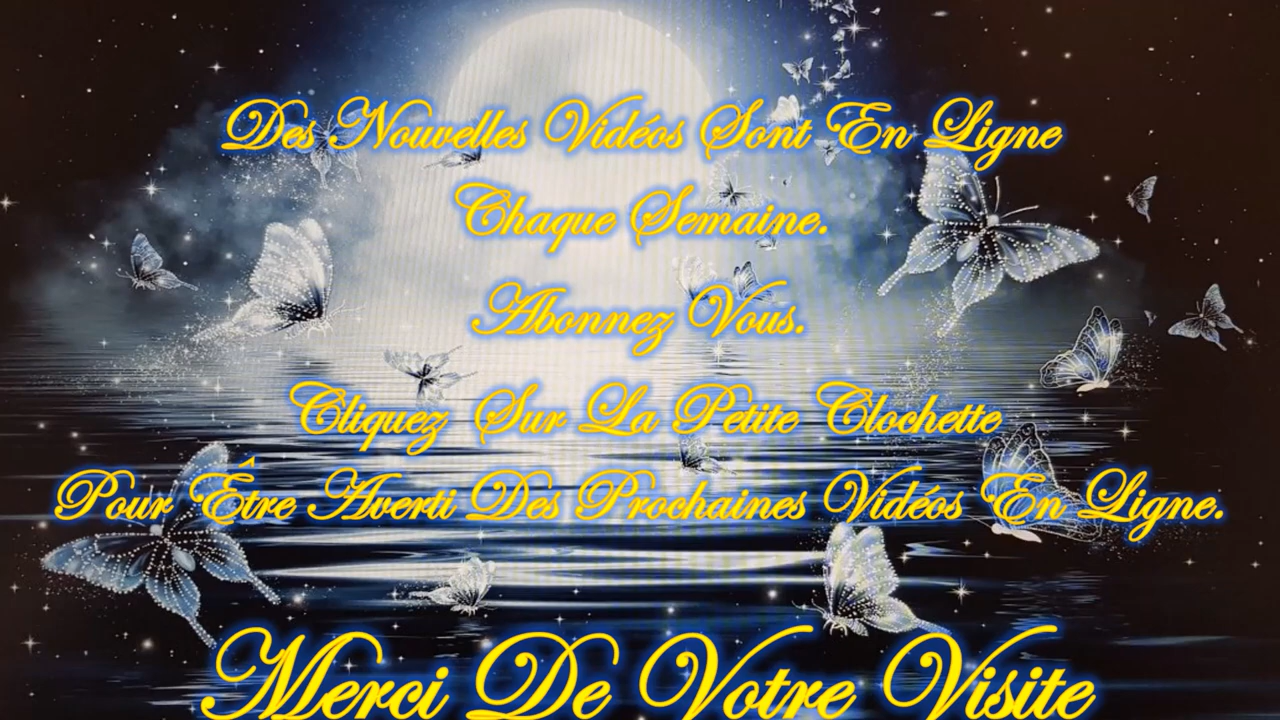 Des Nouvelles Vidéos Sont En Ligne
Chaque Semaine.
Abonnez Vous.
Cliquez Sur La Petite Clochette
Pour Être Averti Des Prochaines Vidéos En Ligne.
Merci De Votre Visite